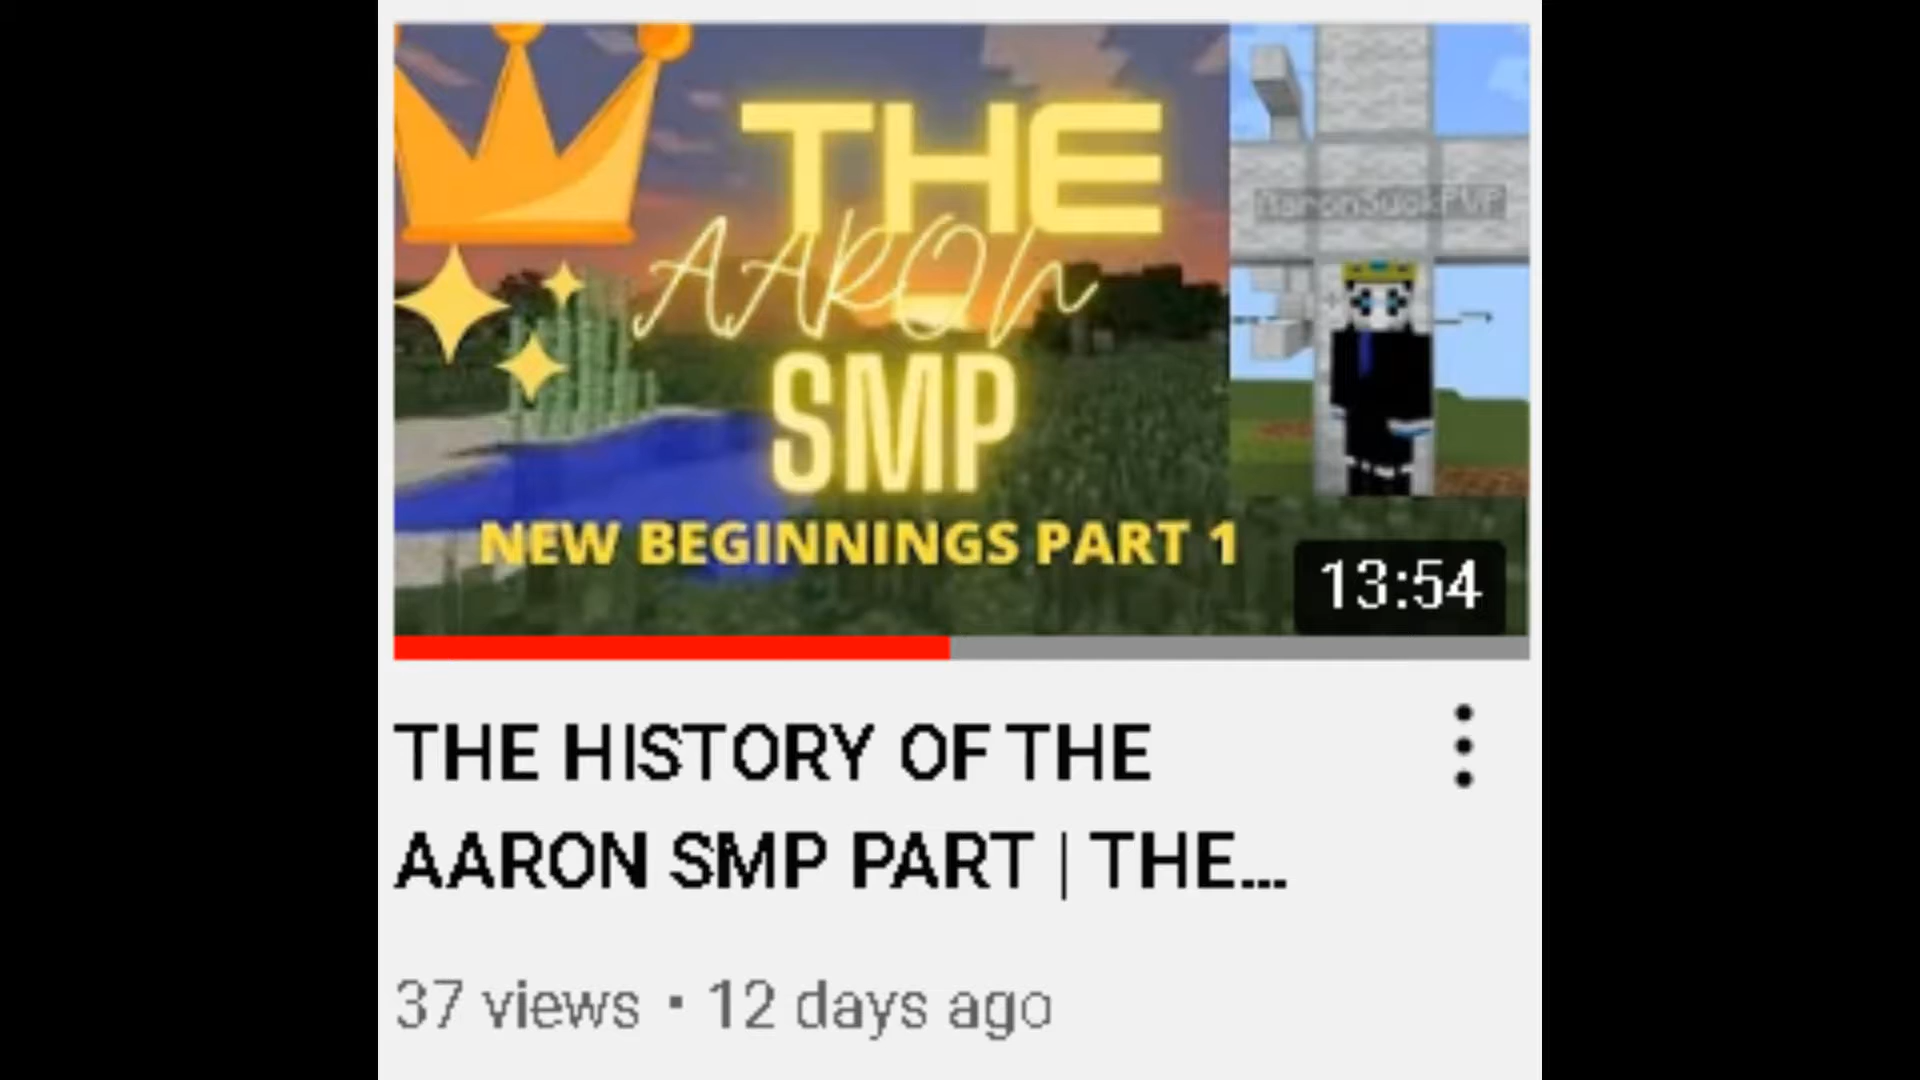 THE
AARON
SMP
NEW BEGINNINGS PART 1
AaronSuckPVP
13:54
THE HISTORY OF THE
AARON SMP PART | THE...
37 views • 12 days ago